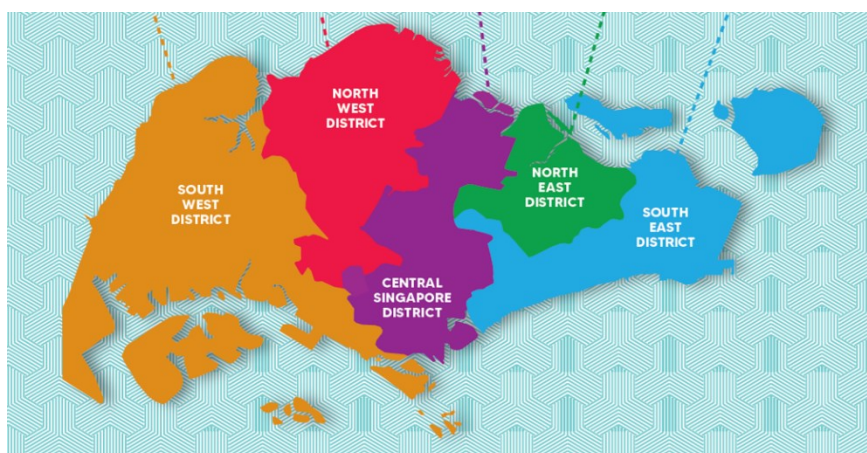 NORTH
WEST
DISTRICT
SOUTH
WEST
DISTRICT
NORTH
EAST
DISTRICT
SOUTH
EAST
DISTRICT
CENTRAL
SINGAPORE
DISTRICT